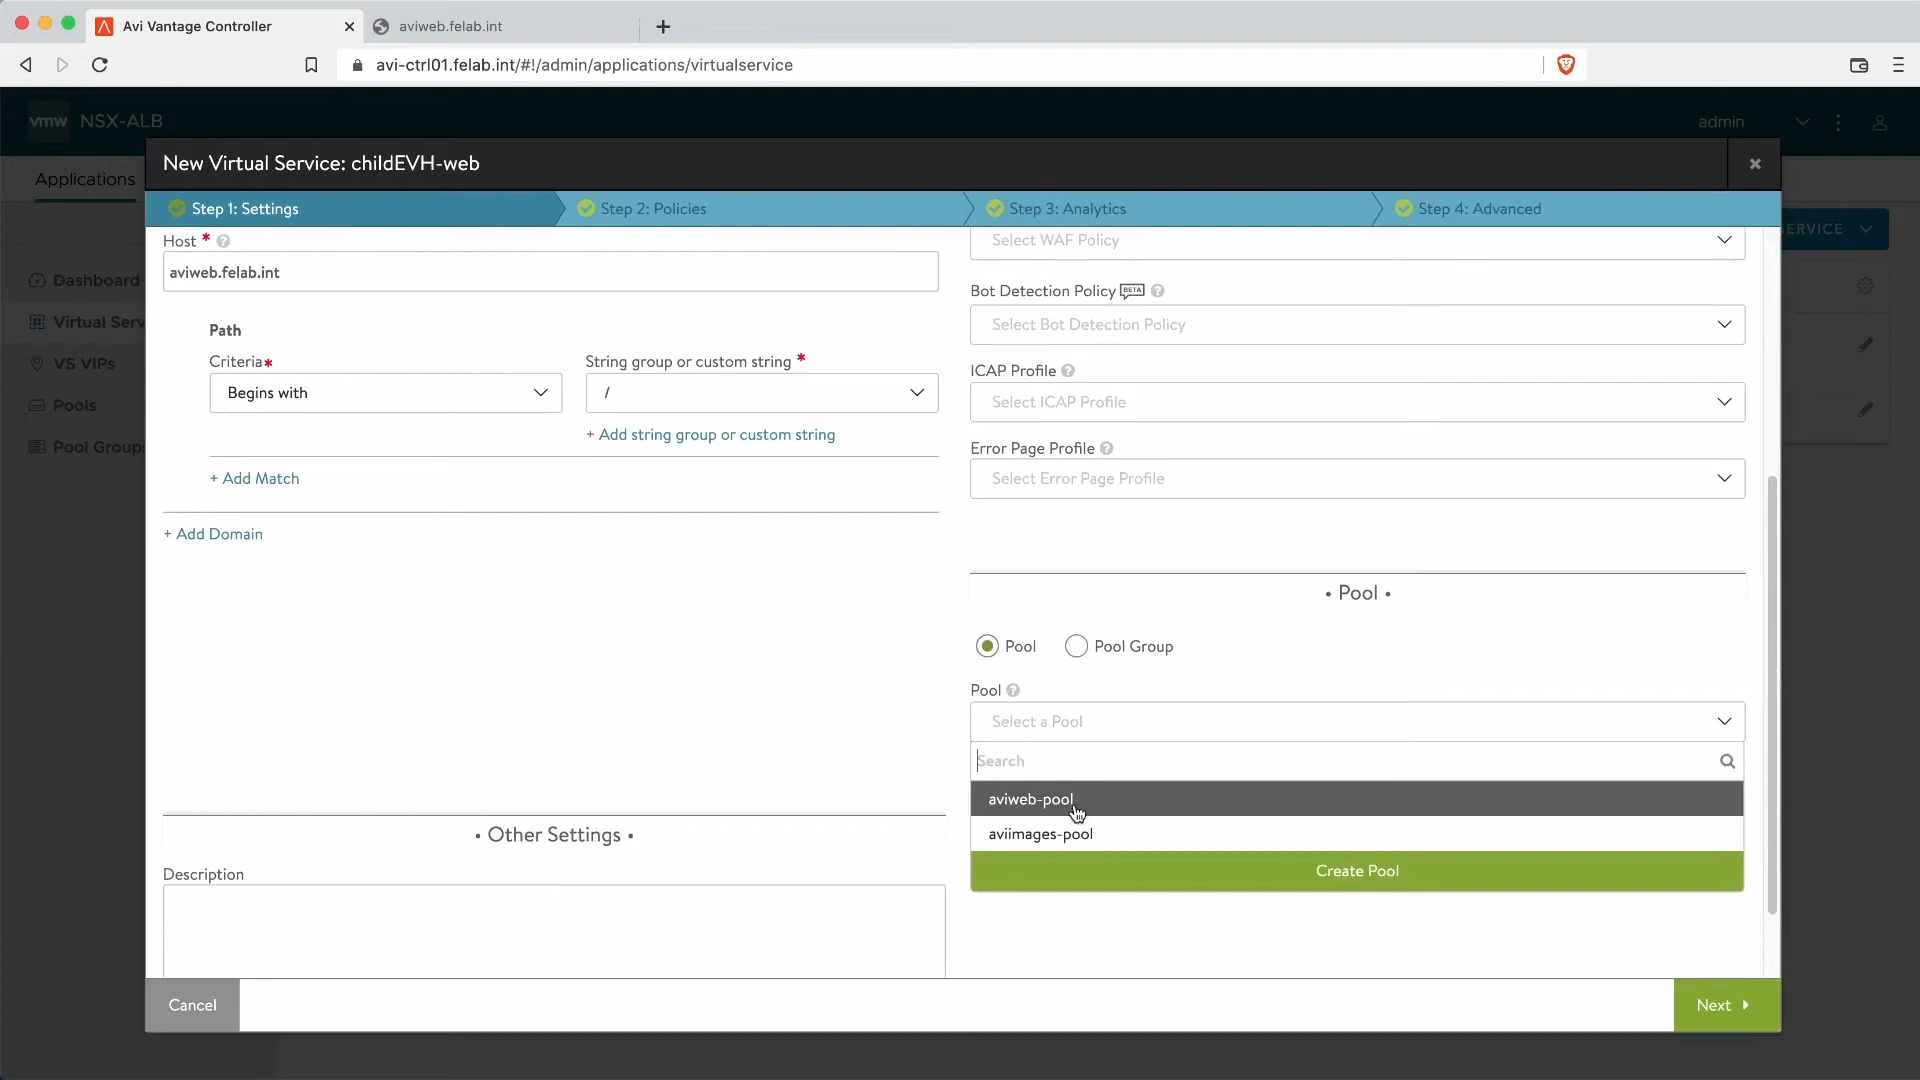 Avi Vantage Controller
aviweb.felab.int
avi-ctrl01.felab.int/#!/admin/applications/virtualservice
vmw NSX-ALB
admin
New Virtual Service: childEVH-web
Applications
Step 1: Settings
Step 2: Policies
Step 3: Analytics
Step 4: Advanced
ERVICE
Dashboard
Virtual Serv
VS VIPs
Pools
Pool Group
Host *
aviweb.felab.int
Path
Criteria*
String group or custom string *
Begins with
/
+ Add string group or custom string
+ Add Match
+ Add Domain
• Other Settings •
Description
Select WAF Policy
Bot Detection Policy BETA
Select Bot Detection Policy
ICAP Profile
Select ICAP Profile
Error Page Profile
Select Error Page Profile
• Pool •
Pool
Pool Group
Pool
Select a Pool
Search
aviweb-pool
aviimages-pool
Create Pool
Cancel
Next